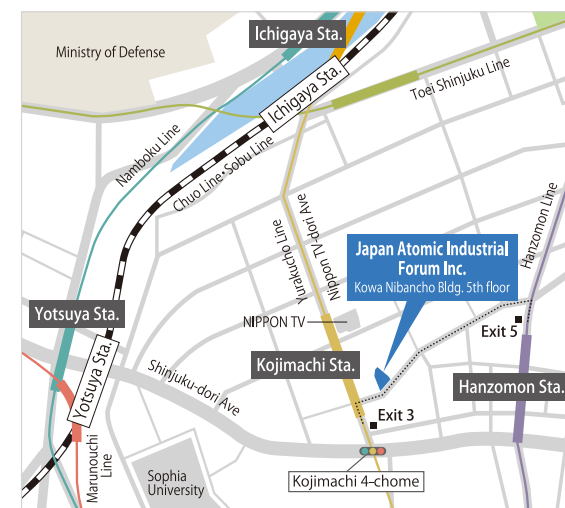 Ichigaya Sta.
Ministry of Defense
Ichigaya Sta.
Toei Shinjuku Line
Namboku Line
Chuo Line・Sobu Line
Hanzomon Line
Yurakucho Line
Nippon TV-dori Ave
Japan Atomic Industrial
Forum Inc.
Kowa Nibancho Bldg. 5th floor
Yotsuya Sta.
NIPPON TV
Exit 5
Yotsuya Sta.
Shinjuku-dori Ave
Kojimachi Sta.
Hanzomon Sta.
Exit 3
Marunouchi
Line
Sophia
University
Kojimachi 4-chome